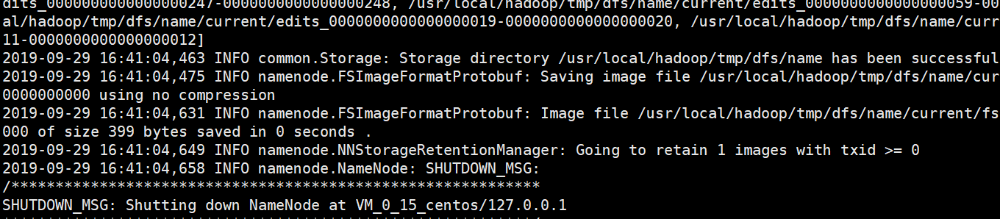 dits_0000000000000000247-0000000000000000248, /usr/local/hadoop/tmp/dfs/name/current/edits_0000000000000000059-00
al/hadoop/tmp/dfs/name/current/edits_0000000000000000019-0000000000000000020, /usr/local/hadoop/tmp/dfs/name/curr
11-0000000000000000012]
2019-09-29 16:41:04,463 INFO common.Storage: Storage directory /usr/local/hadoop/tmp/dfs/name has been successful
2019-09-29 16:41:04,475 INFO namenode.FSImageFormatProtobuf: Saving image file /usr/local/hadoop/tmp/dfs/name/cur
0000000000 using no compression
2019-09-29 16:41:04,631 INFO namenode.FSImageFormatProtobuf: Image file /usr/local/hadoop/tmp/dfs/name/current/fs
000 of size 399 bytes saved in 0 seconds .
2019-09-29 16:41:04,649 INFO namenode.NNStorageRetentionManager: Going to retain 1 images with txid >= 0
2019-09-29 16:41:04,658 INFO namenode.NameNode: SHUTDOWN_MSG:
/************************************************************
SHUTDOWN_MSG: Shutting down NameNode at VM_0_15_centos/127.0.0.1
************************************************************/